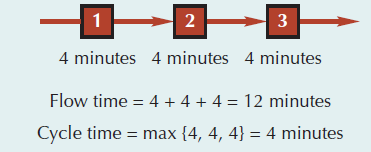 1 2 3
4 minutes 4 minutes 4 minutes
Flow time = 4 + 4 + 4 = 12 minutes
Cycle time = max {4, 4, 4} = 4 minutes